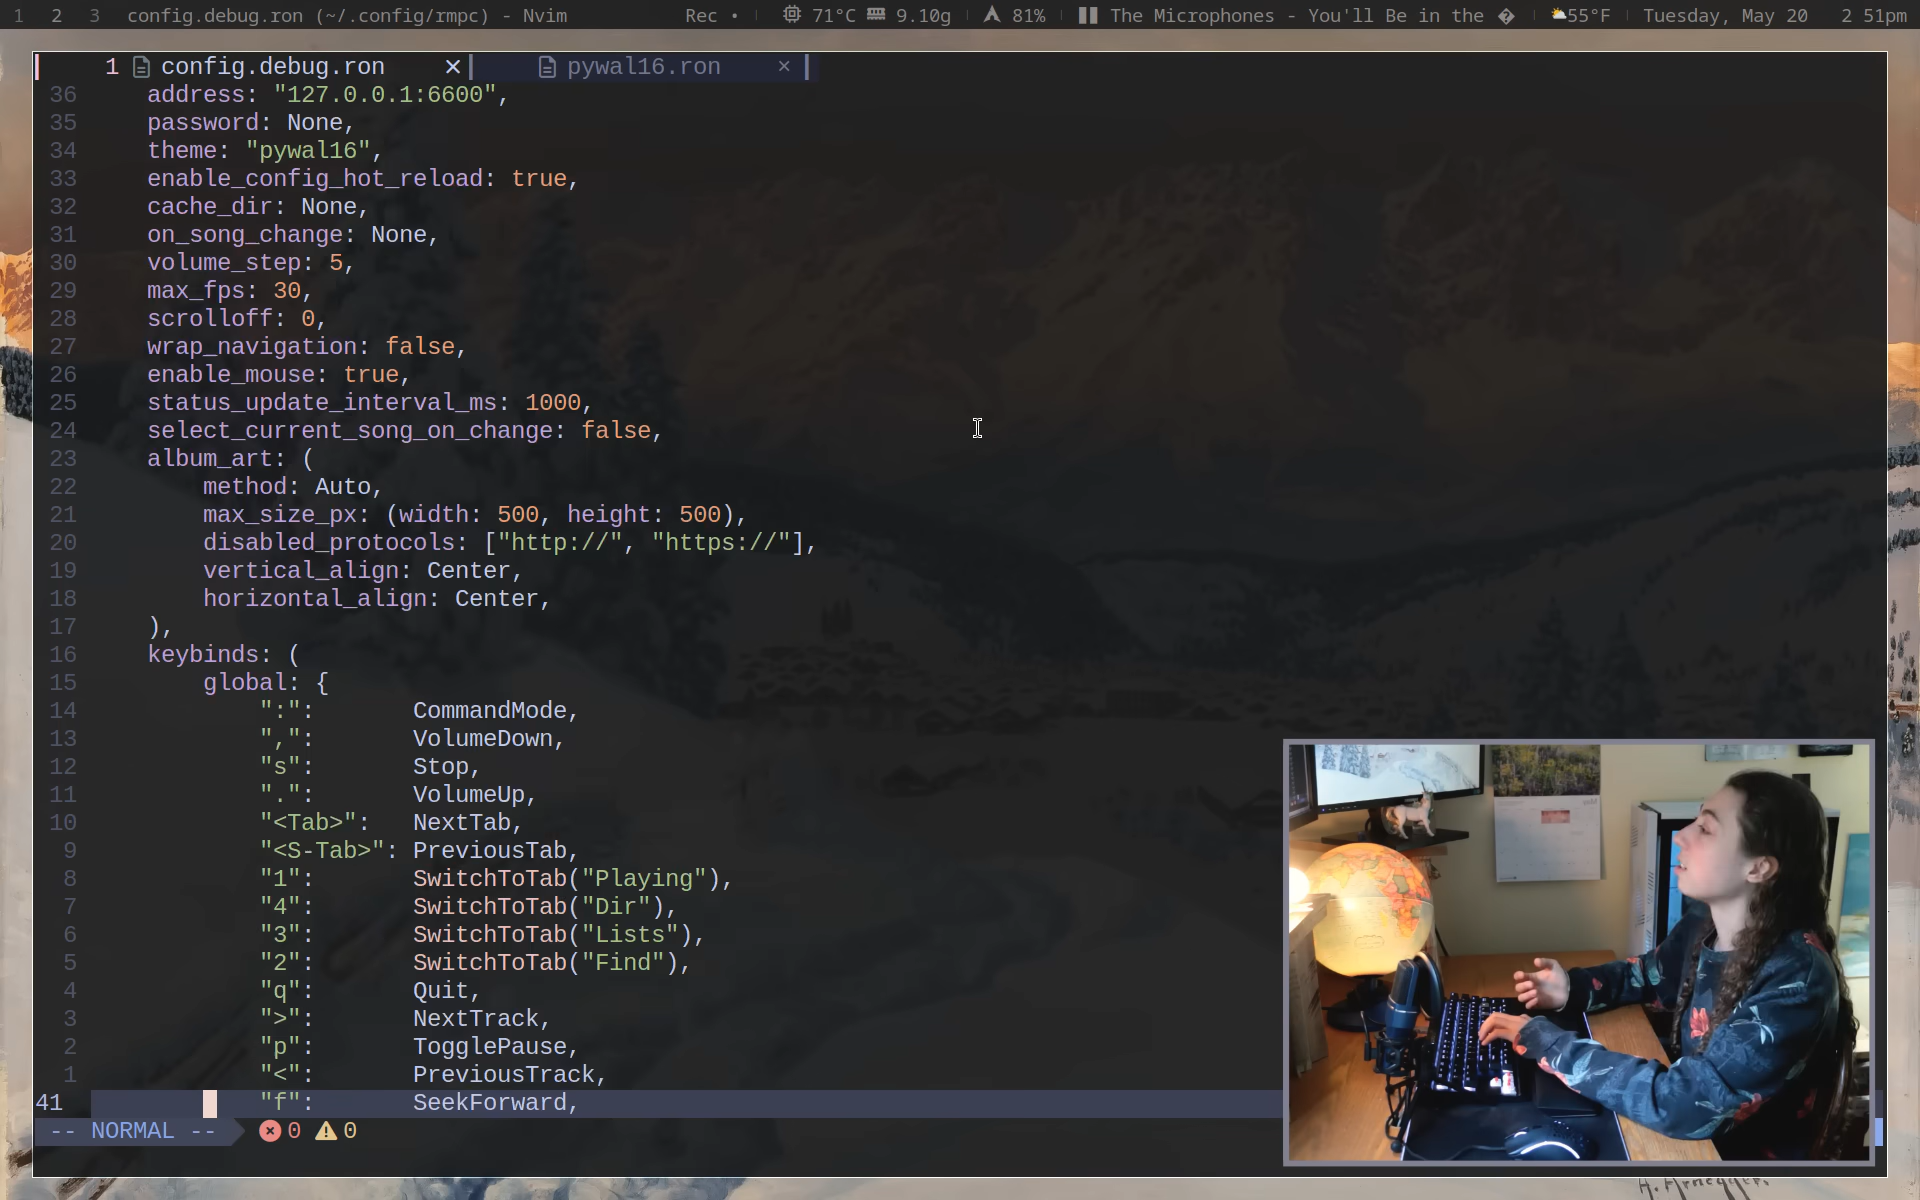 1 2 3 config.debug.ron (~/.config/rmpc) - Nvim Rec • 71°C 9.10g 81% The Microphones - You'll Be in the � 55°F Tuesday, May 20 2 51pm
1 config.debug.ron × pywal16.ron ×
36 address: "127.0.0.1:6600",
35 password: None,
34 theme: "pywal16",
33 enable_config_hot_reload: true,
32 cache_dir: None,
31 on_song_change: None,
30 volume_step: 5,
29 max_fps: 30,
28 scrolloff: 0,
27 wrap_navigation: false,
26 enable_mouse: true,
25 status_update_interval_ms: 1000,
24 select_current_song_on_change: false,
23 album_art: (
22 method: Auto,
21 max_size_px: (width: 500, height: 500),
20 disabled_protocols: ["http://", "https://"],
19 vertical_align: Center,
18 horizontal_align: Center,
17 ),
16 keybinds: (
15 global: {
14 ":": CommandMode,
13 ",": VolumeDown,
12 "s": Stop,
11 ".": VolumeUp,
10 "<Tab>": NextTab,
9 "<S-Tab>": PreviousTab,
8 "1": SwitchToTab("Playing"),
7 "4": SwitchToTab("Dir"),
6 "3": SwitchToTab("Lists"),
5 "2": SwitchToTab("Find"),
4 "q": Quit,
3 ">": NextTrack,
2 "p": TogglePause,
1 "<": PreviousTrack,
41 "f": SeekForward,
-- NORMAL -- 0 0